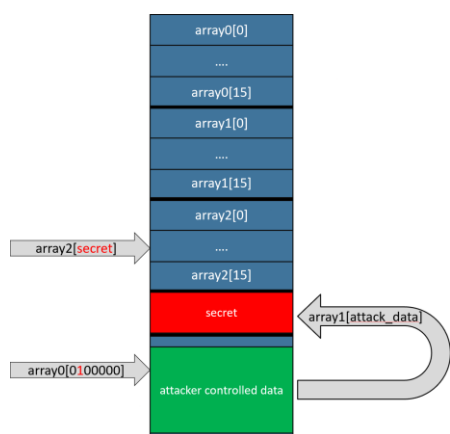 array0[0]
....
array0[15]
array1[0]
....
array1[15]
array2[0]
array2[secret]
....
array2[15]
secret
array1[attack_data]
array0[0100000]
attacker controlled data